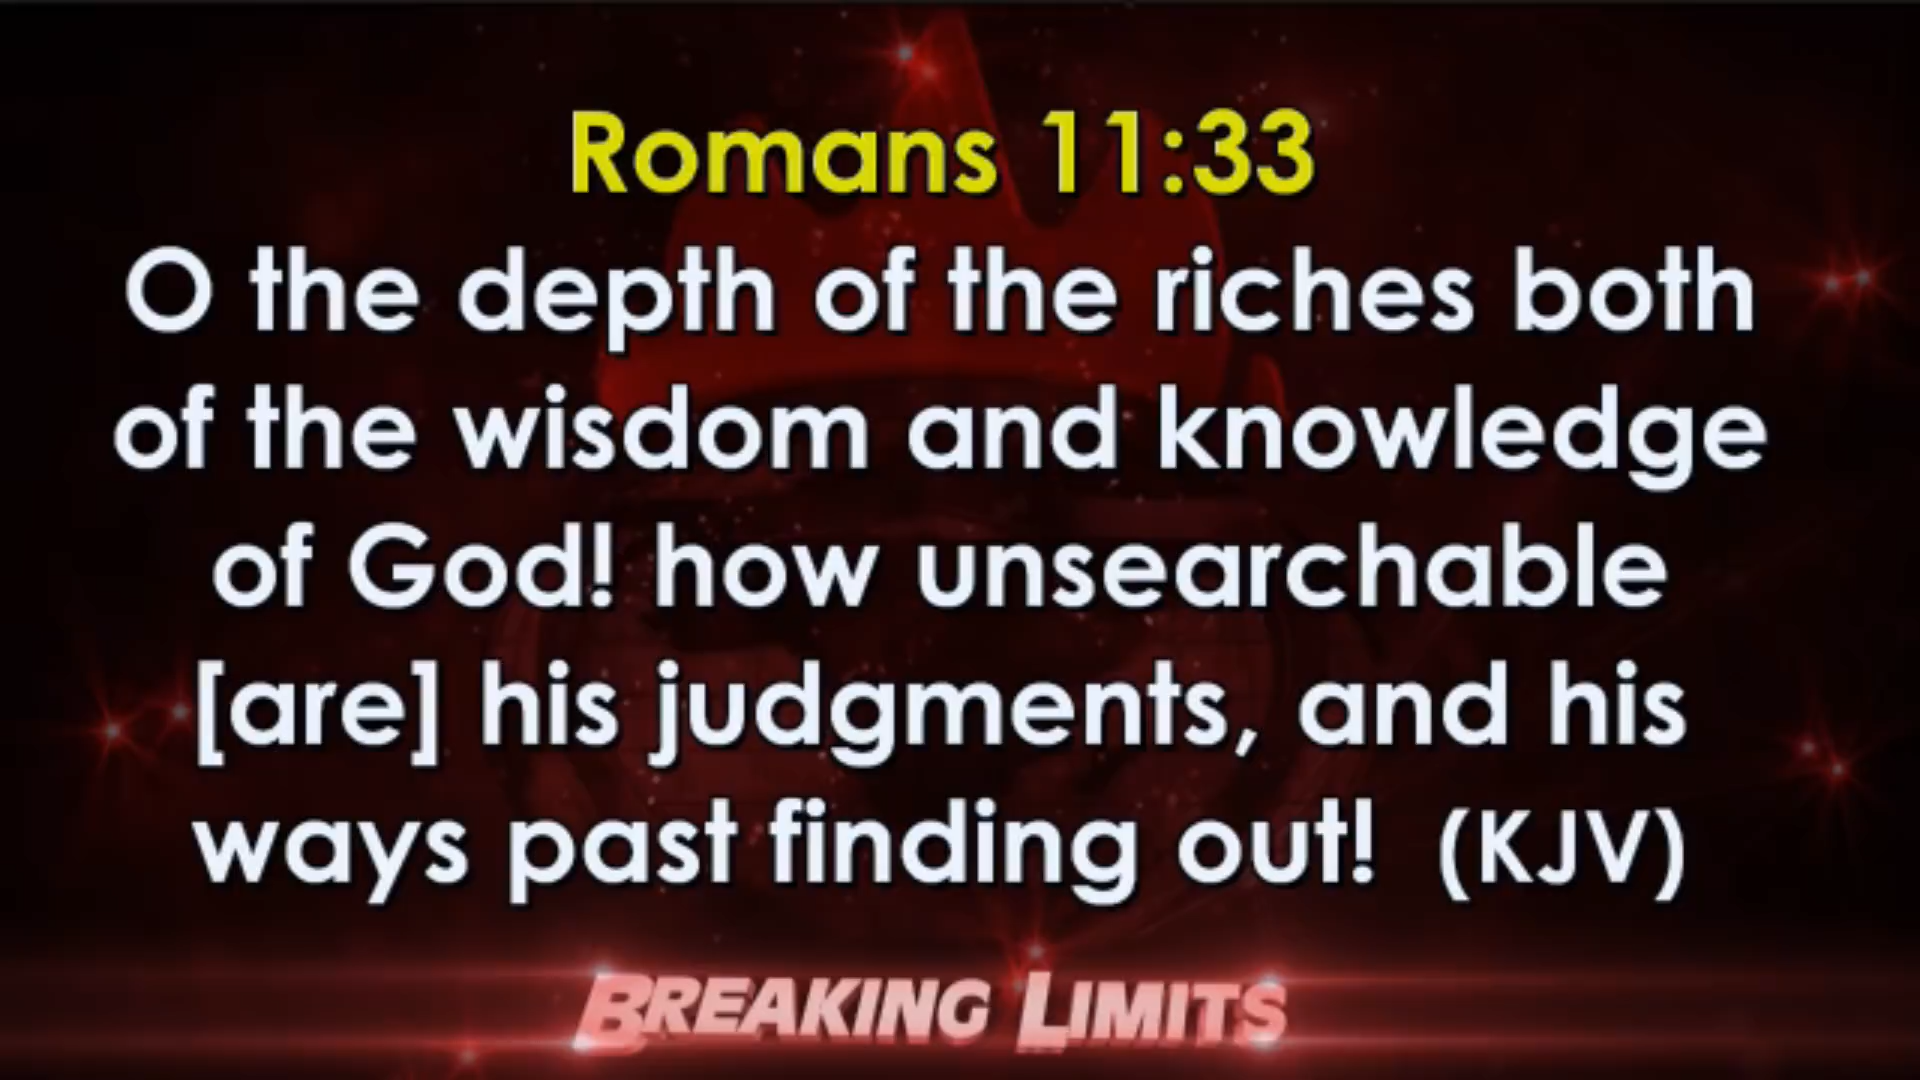 Romans 11:33
O the depth of the riches both
of the wisdom and knowledge
of God! how unsearchable
[are] his judgments, and his
ways past finding out!  (KJV)
BREAKING LIMITS